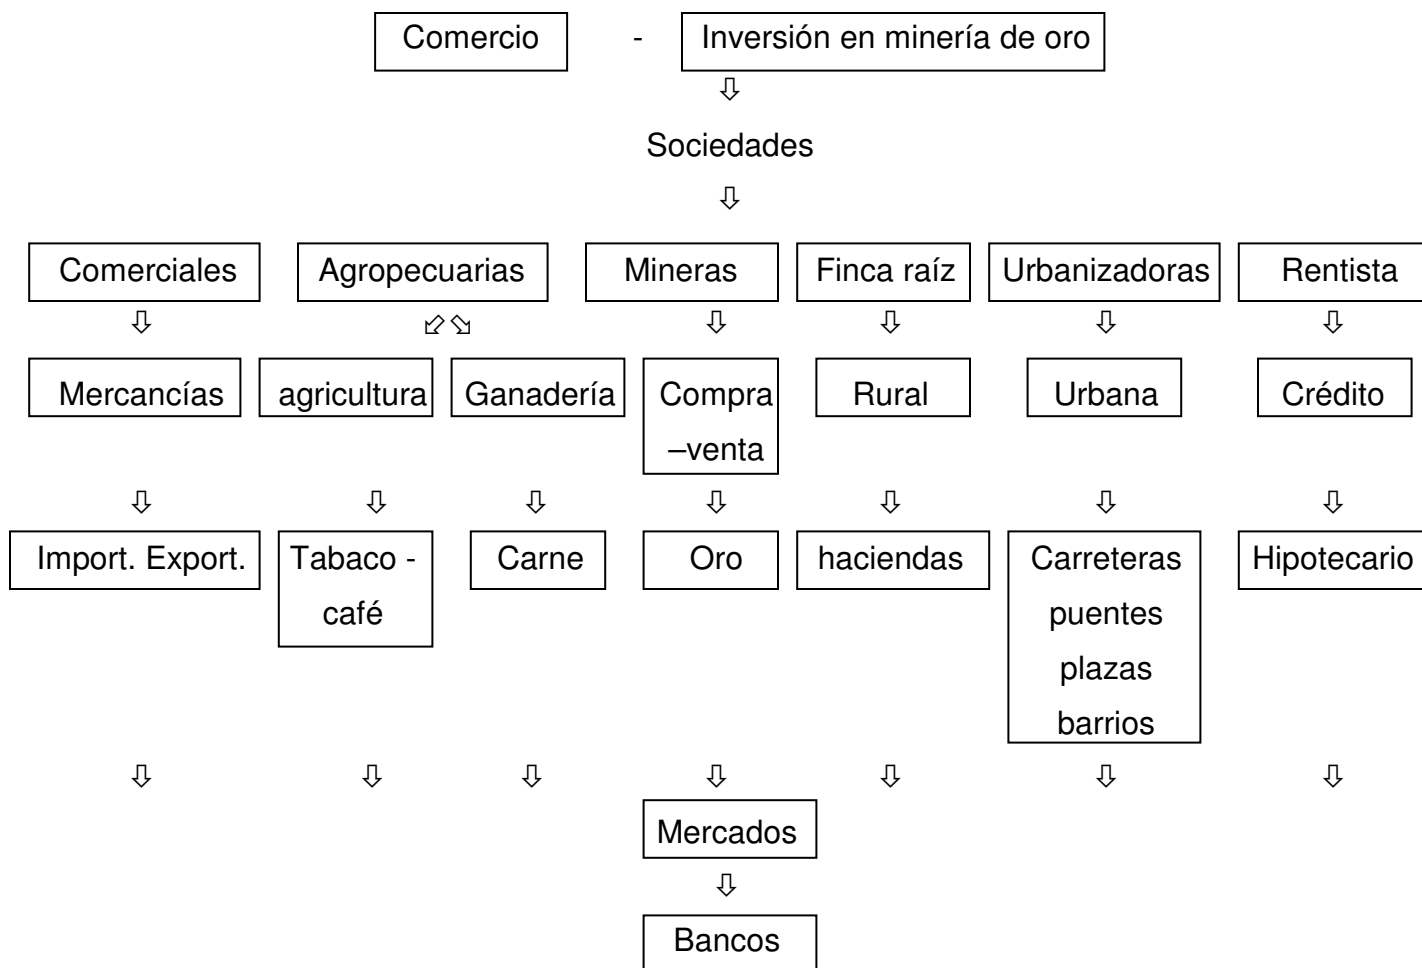 Comercio - Inversión en minería de oro
Sociedades
Comerciales Agropecuarias Mineras Finca raíz Urbanizadoras Rentista
Mercancías agricultura Ganadería Compra Rural Urbana Crédito
–venta
Import. Export. Tabaco - Carne Oro haciendas Carreteras Hipotecario
café puentes
plazas
barrios
Mercados
Bancos